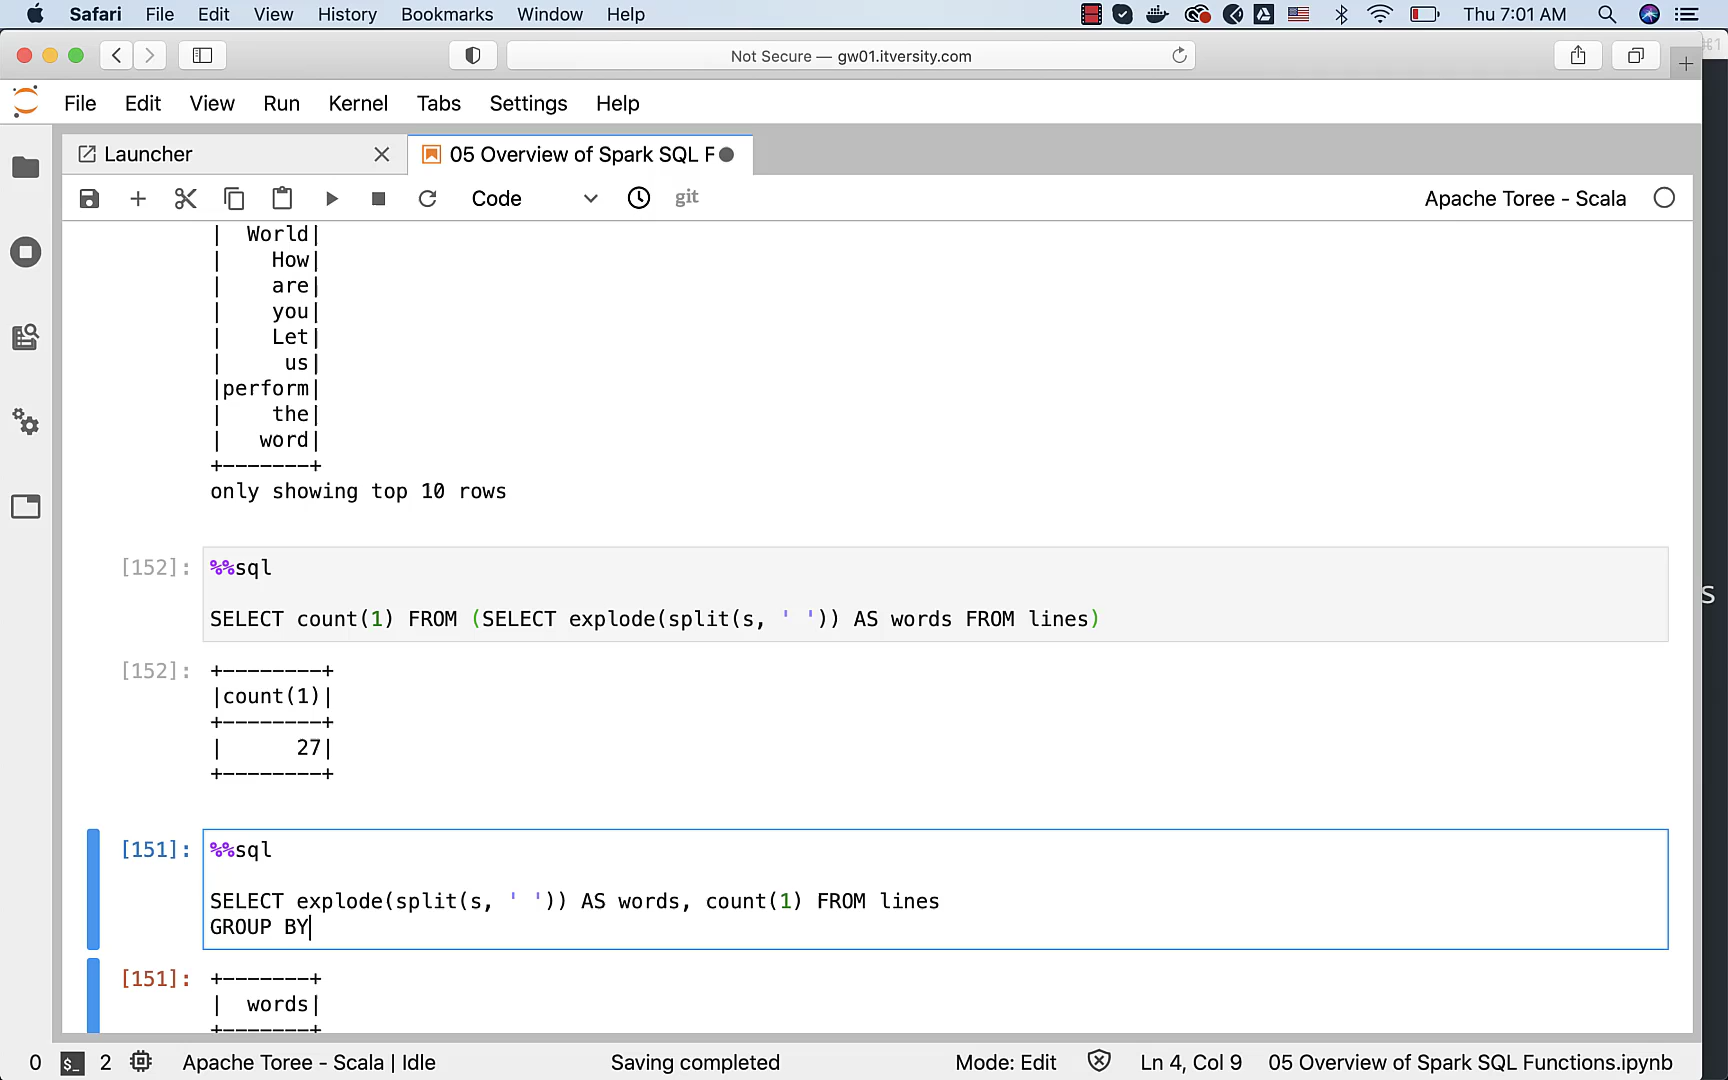 Safari File Edit View History Bookmarks Window Help Thu 7:01 AM
Not Secure — gw01.itversity.com
⌘1
File Edit View Run Kernel Tabs Settings Help
Launcher 05 Overview of Spark SQL F
Code git Apache Toree - Scala
|  World|
|    How|
|    are|
|    you|
|    Let|
|     us|
|perform|
|    the|
|   word|
+-------+
only showing top 10 rows
[152]: %%sql
SELECT count(1) FROM (SELECT explode(split(s, ' ')) AS words FROM lines)
s
[152]: +--------+
|count(1)|
+--------+
|      27|
+--------+
[151]: %%sql
SELECT explode(split(s, ' ')) AS words, count(1) FROM lines
GROUP BY
[151]: +-------+
|  words|
+-------+
0 $_ 2 Apache Toree - Scala | Idle Saving completed Mode: Edit Ln 4, Col 9 05 Overview of Spark SQL Functions.ipynb